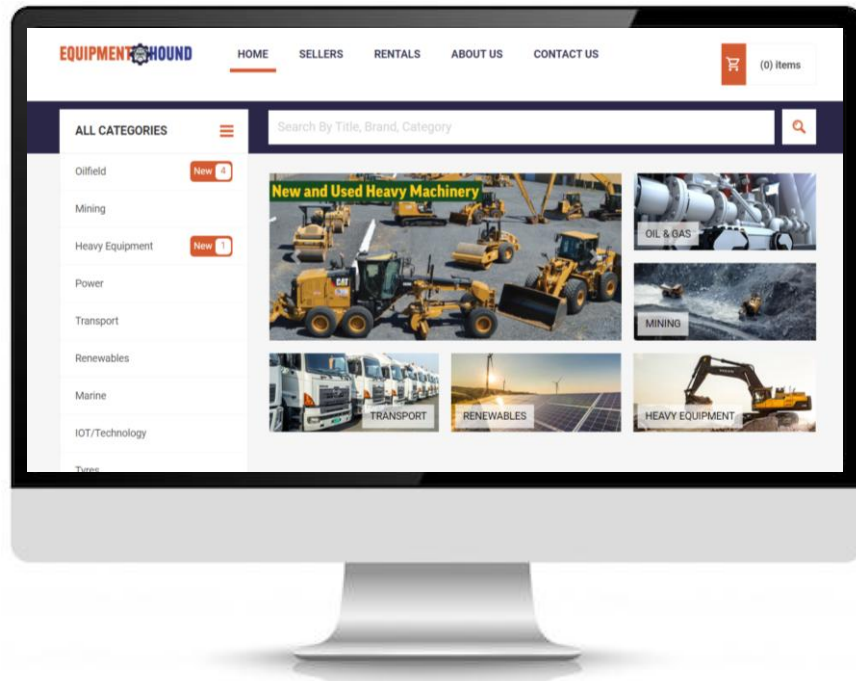 EQUIPMENT HOUND
HOME SELLERS RENTALS ABOUT US CONTACT US
(0) items
ALL CATEGORIES
Search By Title, Brand, Category
Oilfield New 4
Mining
Heavy Equipment New 1
Power
Transport
Renewables
Marine
IOT/Technology
Tyres
New and Used Heavy Machinery
CAT
OIL & GAS
MINING
TRANSPORT
RENEWABLES
HEAVY EQUIPMENT